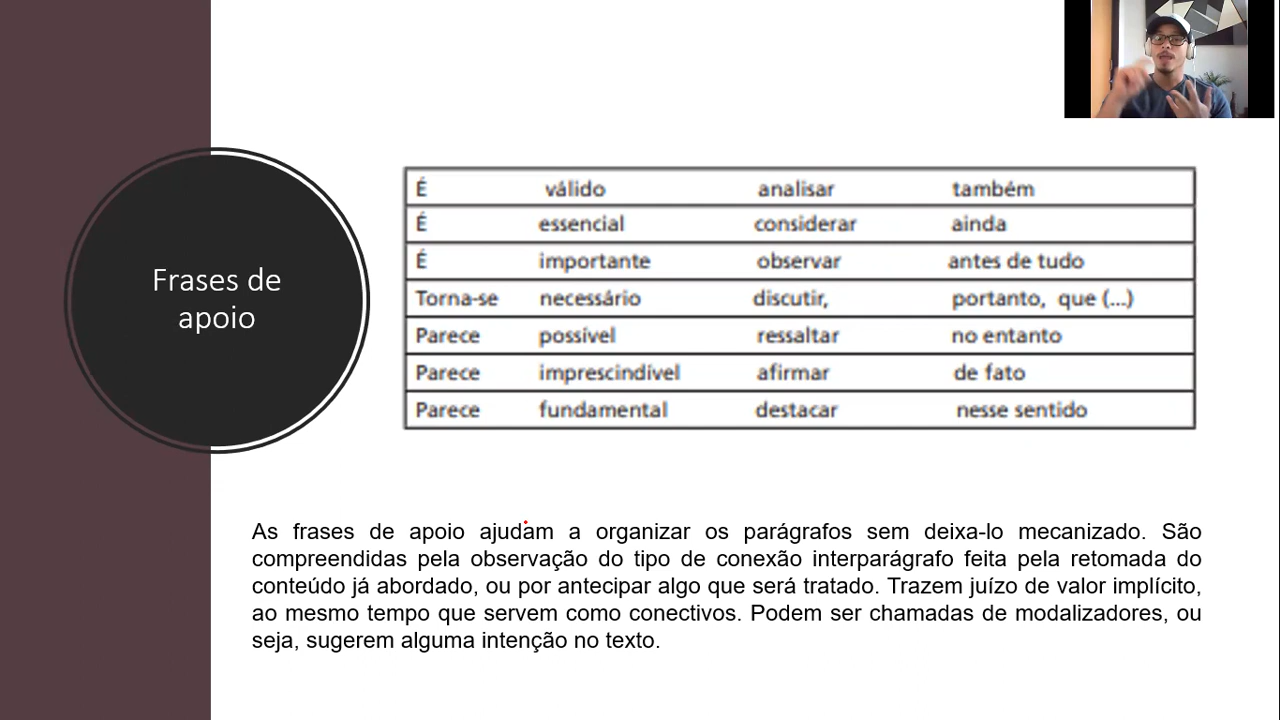 Frases de
apoio
É válido analisar também
É essencial considerar ainda
É importante observar antes de tudo
Torna-se necessário discutir, portanto, que (...)
Parece possível ressaltar no entanto
Parece imprescindível afirmar de fato
Parece fundamental destacar nesse sentido
As frases de apoio ajudam a organizar os parágrafos sem deixa-lo mecanizado. São
compreendidas pela observação do tipo de conexão interparágrafo feita pela retomada do
conteúdo já abordado, ou por antecipar algo que será tratado. Trazem juízo de valor implícito,
ao mesmo tempo que servem como conectivos. Podem ser chamadas de modalizadores, ou
seja, sugerem alguma intenção no texto.